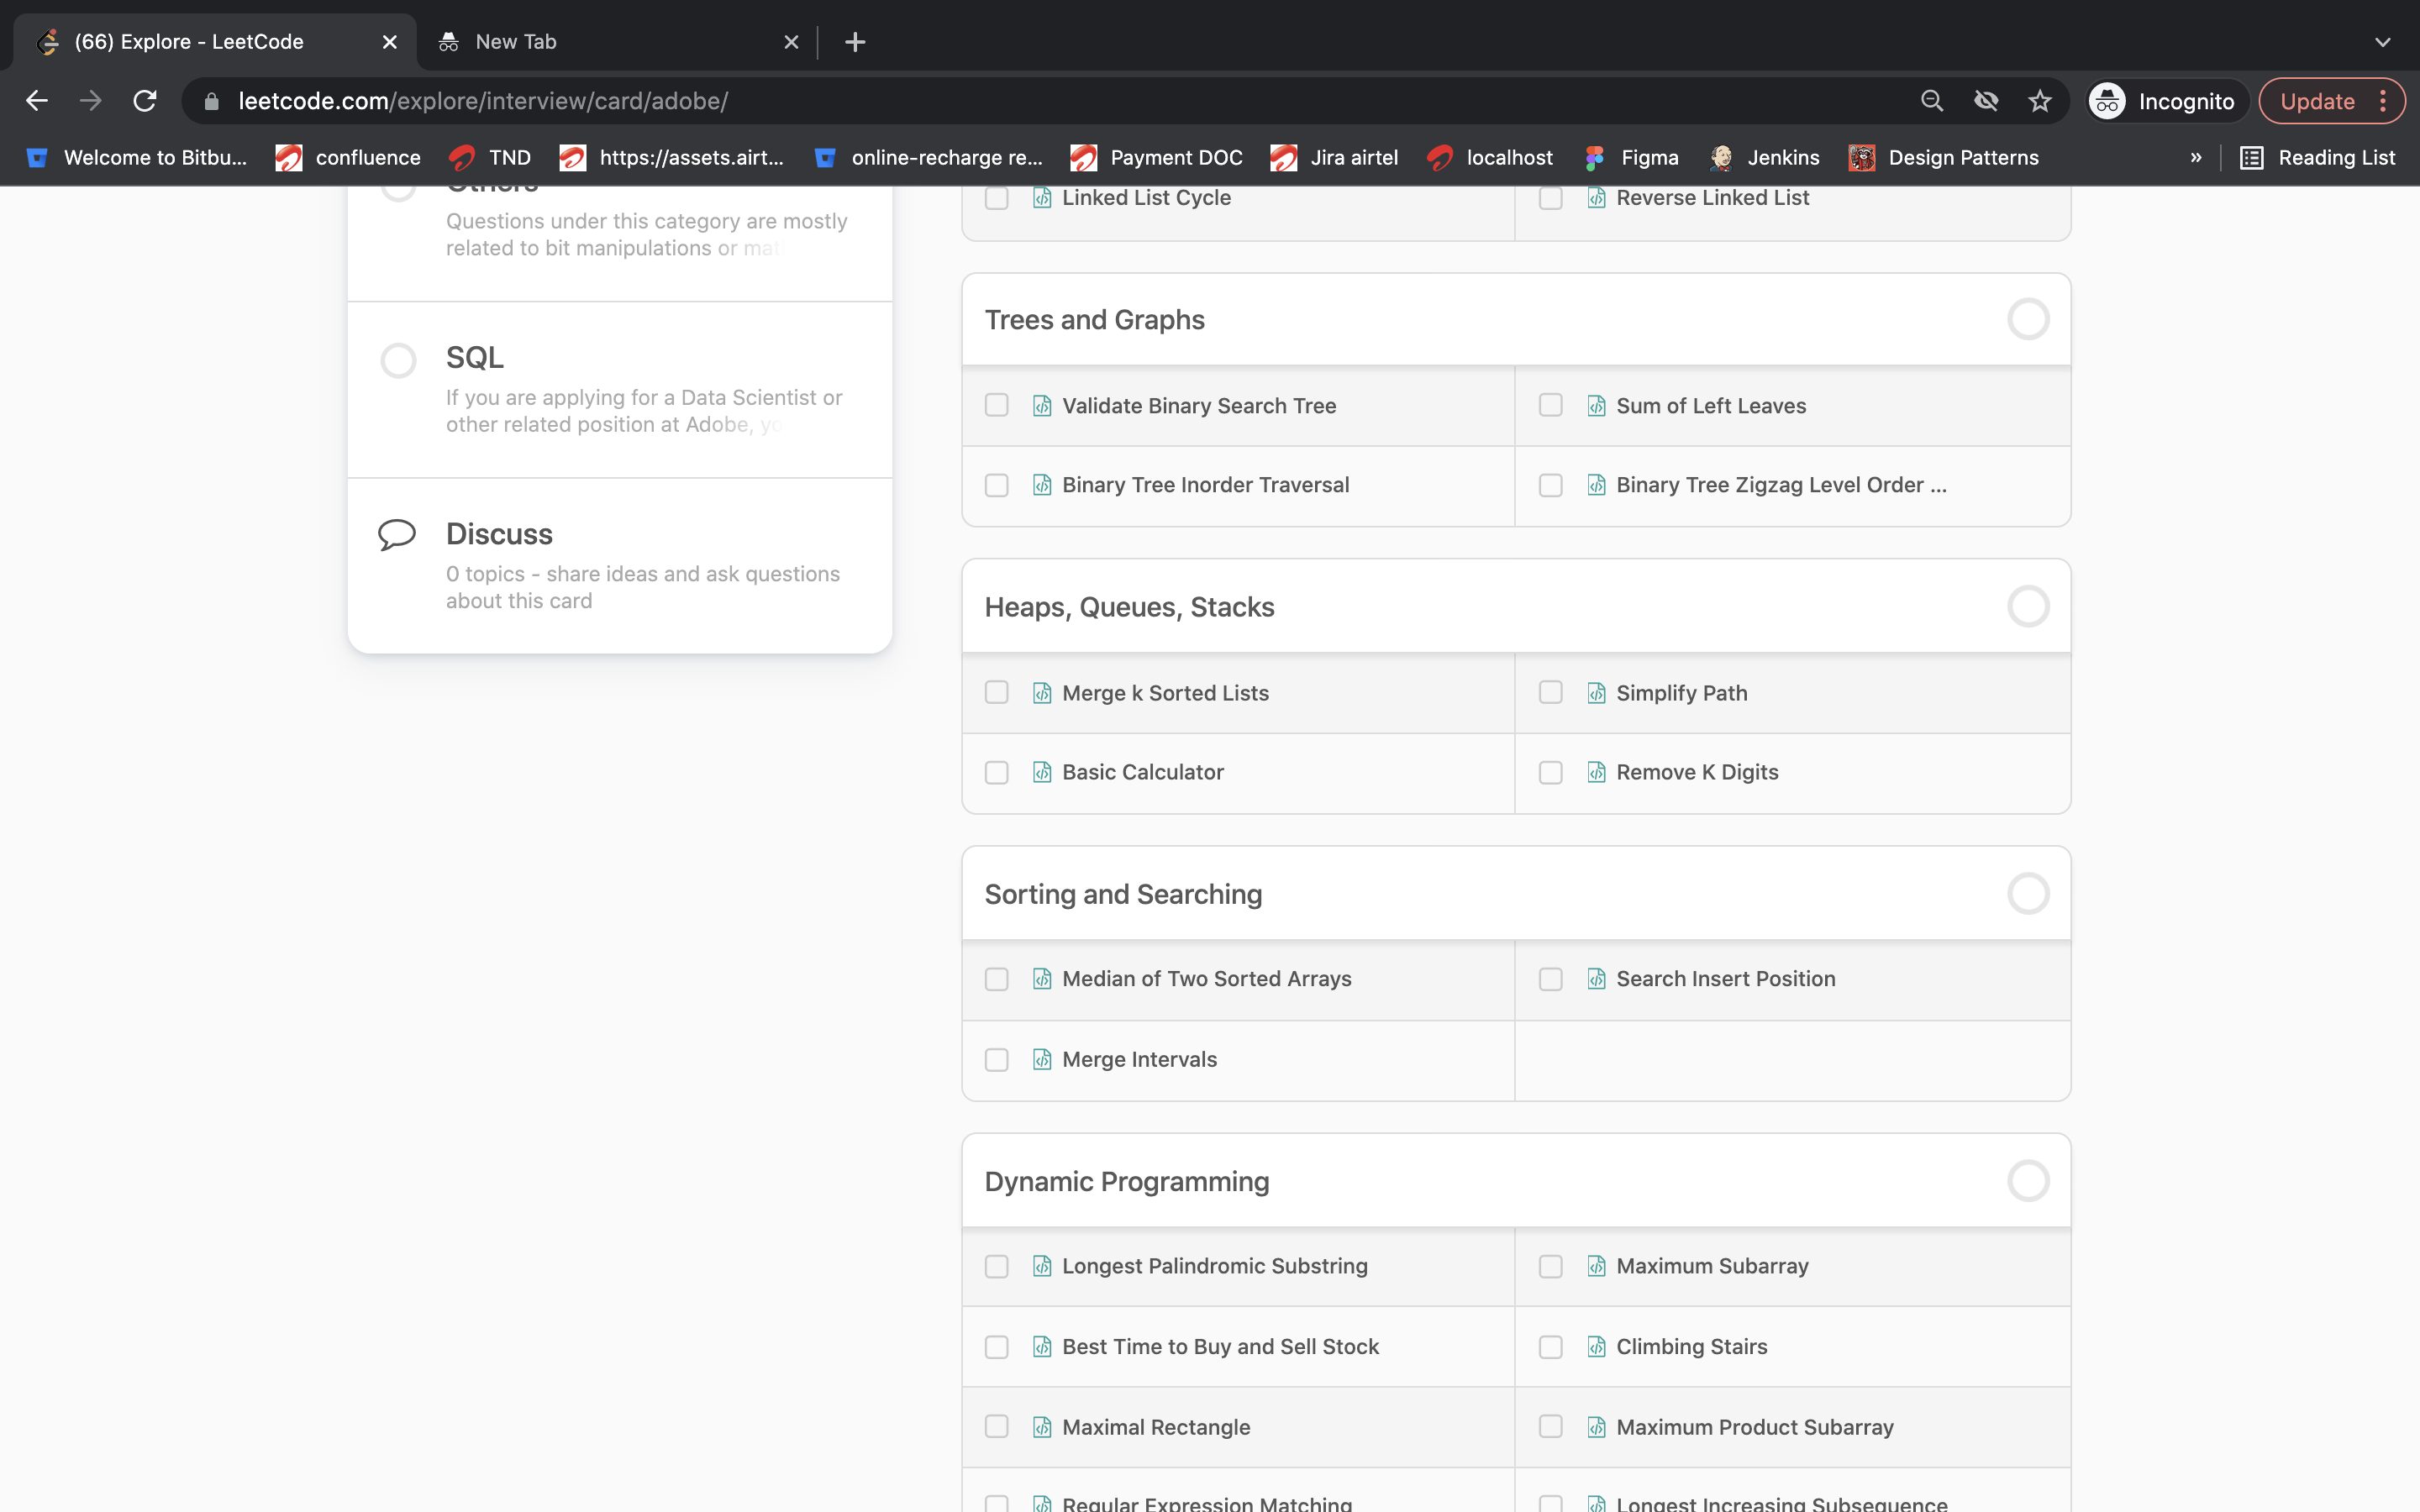 (66) Explore - LeetCode
New Tab
leetcode.com/explore/interview/card/adobe/
Incognito
Update
Welcome to Bitbu...
confluence
TND
https://assets.airt...
online-recharge re...
Payment DOC
Jira airtel
localhost
Figma
Jenkins
Design Patterns
»
Reading List
Others
Questions under this category are mostly
related to bit manipulations or mat
SQL
If you are applying for a Data Scientist or
other related position at Adobe, yo
Discuss
0 topics - share ideas and ask questions
about this card
Linked List Cycle
Reverse Linked List
Trees and Graphs
Validate Binary Search Tree
Sum of Left Leaves
Binary Tree Inorder Traversal
Binary Tree Zigzag Level Order ...
Heaps, Queues, Stacks
Merge k Sorted Lists
Simplify Path
Basic Calculator
Remove K Digits
Sorting and Searching
Median of Two Sorted Arrays
Search Insert Position
Merge Intervals
Dynamic Programming
Longest Palindromic Substring
Maximum Subarray
Best Time to Buy and Sell Stock
Climbing Stairs
Maximal Rectangle
Maximum Product Subarray
Regular Expression Matching
Longest Increasing Subsequence